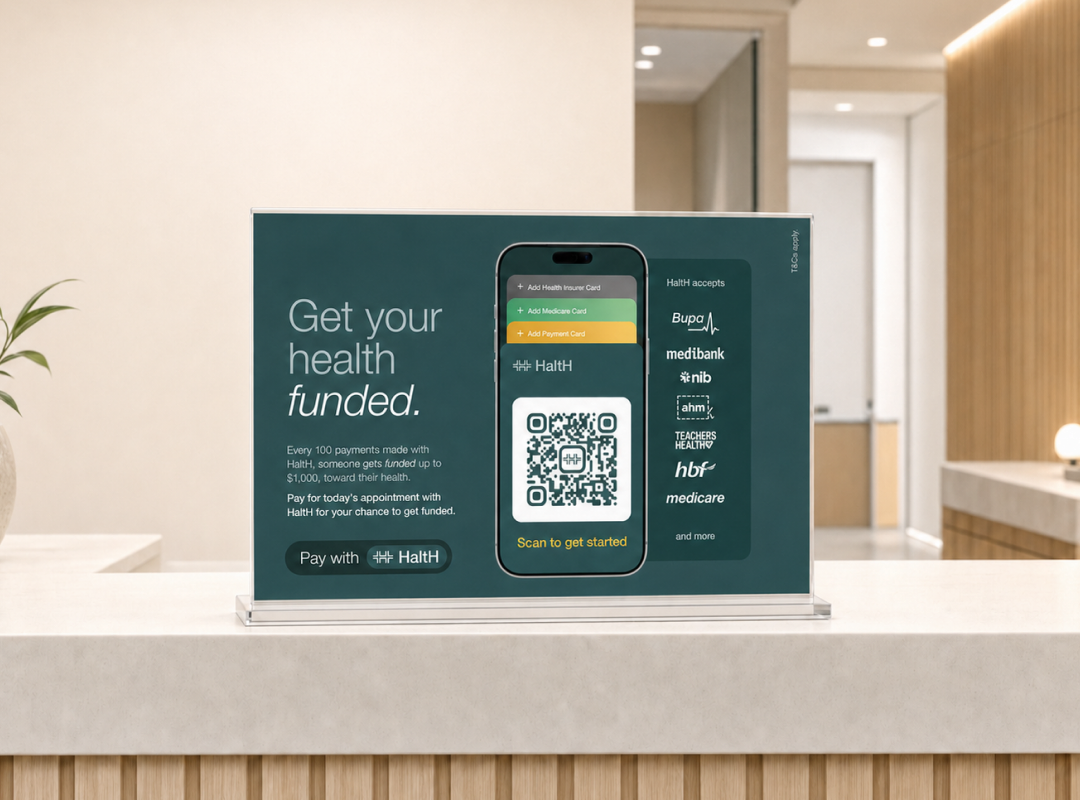 Get your
health
funded.
Every 100 payments made with
HaltH, someone gets funded up to
$1,000, toward their health.
Pay for today's appointment with
HaltH for your chance to get funded.
Pay with HaltH
+ Add Health Insurer Card
+ Add Medicare Card
+ Add Payment Card
HaltH
Scan to get started
HaltH accepts
Bupa
medibank
nib
ahm
TEACHERS
HEALTH
hbf
medicare
and more
T&Cs apply.